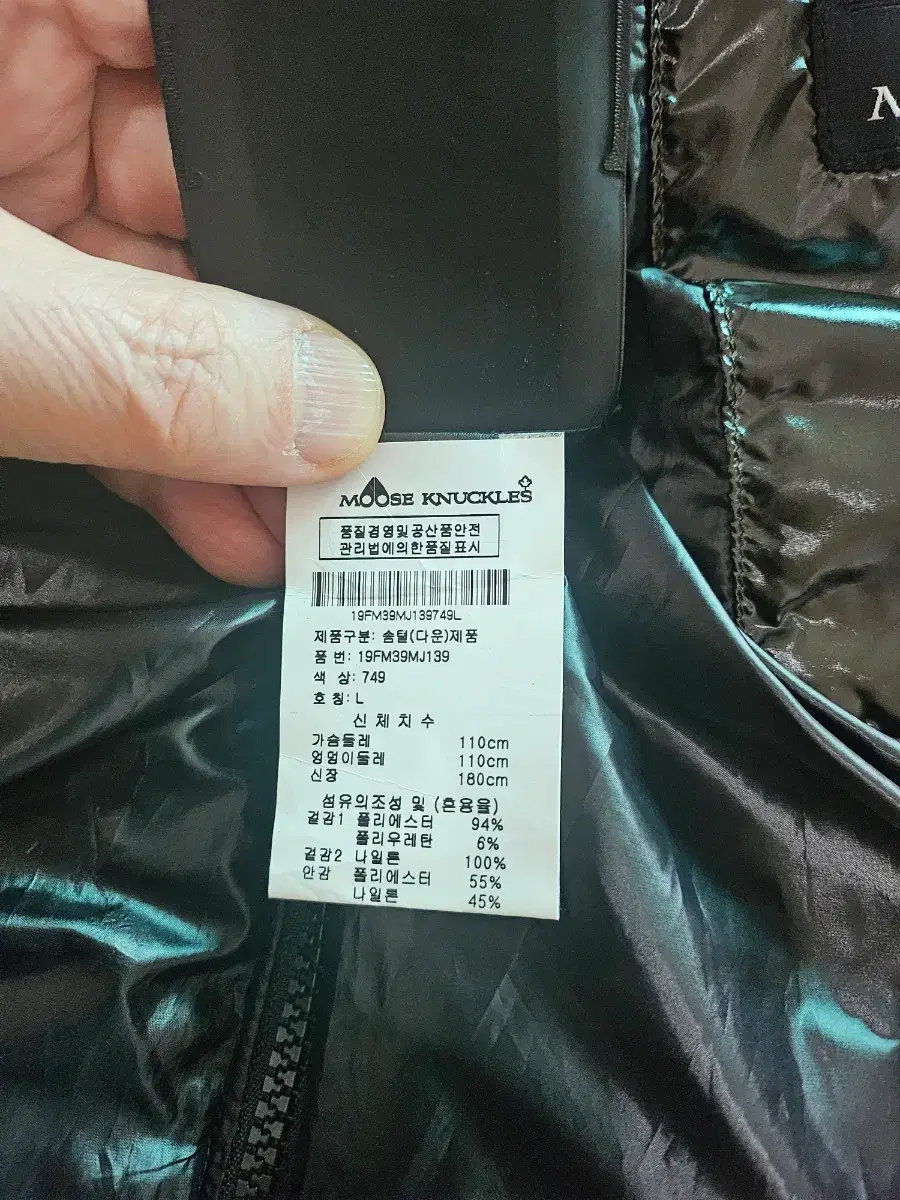 MOOSE KNUCKLES
품질경영및공산품안전
관리법에의한품질표시
19FM39MJ139749L
제품구분: 솜털(다운)제품
품 번: 19FM39MJ139
색 상: 749
호 칭: L
신 체 치 수
가슴둘레 110cm
엉덩이둘레 110cm
신장 180cm
섬유의조성 및 (혼용율)
겉감1 폴리에스터 94%
폴리우레탄 6%
겉감2 나일론 100%
안감 폴리에스터 55%
나일론 45%